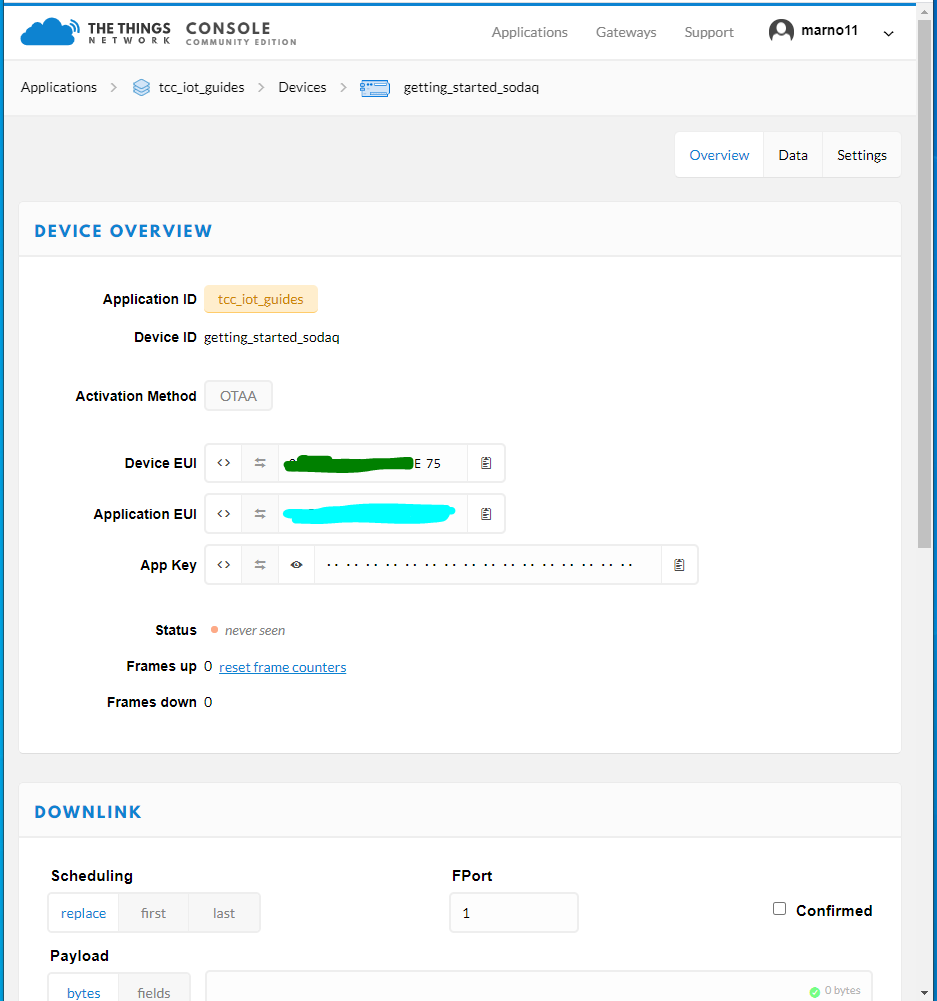 THE THINGS NETWORK CONSOLE COMMUNITY EDITION
Applications Gateways Support marno11
Applications > tcc_iot_guides > Devices > getting_started_sodaq
Overview Data Settings
DEVICE OVERVIEW
Application ID tcc_iot_guides
Device ID getting_started_sodaq
Activation Method OTAA
Device EUI <> E 75
Application EUI <>
App Key <>
Status never seen
Frames up 0 reset frame counters
Frames down 0
DOWNLINK
Scheduling FPort
replace first last 1 Confirmed
Payload
bytes fields 0 bytes